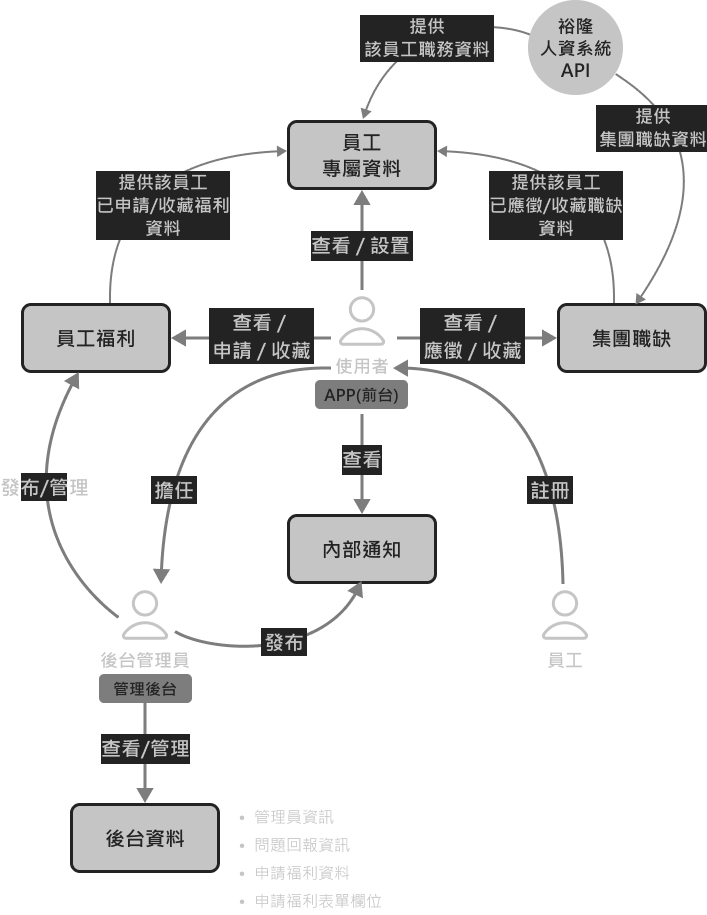 提供
該員工職務資料
裕隆
人資系統
API
提供
集團職缺資料
員工
專屬資料
提供該員工
已申請/收藏福利
資料
提供該員工
已應徵/收藏職缺
資料
查看 / 設置
員工福利
查看 /
申請 / 收藏
查看 /
應徵 / 收藏
集團職缺
使用者
APP(前台)
查看
發布/管理
擔任
註冊
內部通知
發布
後台管理員
管理後台
員工
查看/管理
後台資料
• 管理員資訊
• 問題回報資訊
• 申請福利資料
• 申請福利表單欄位